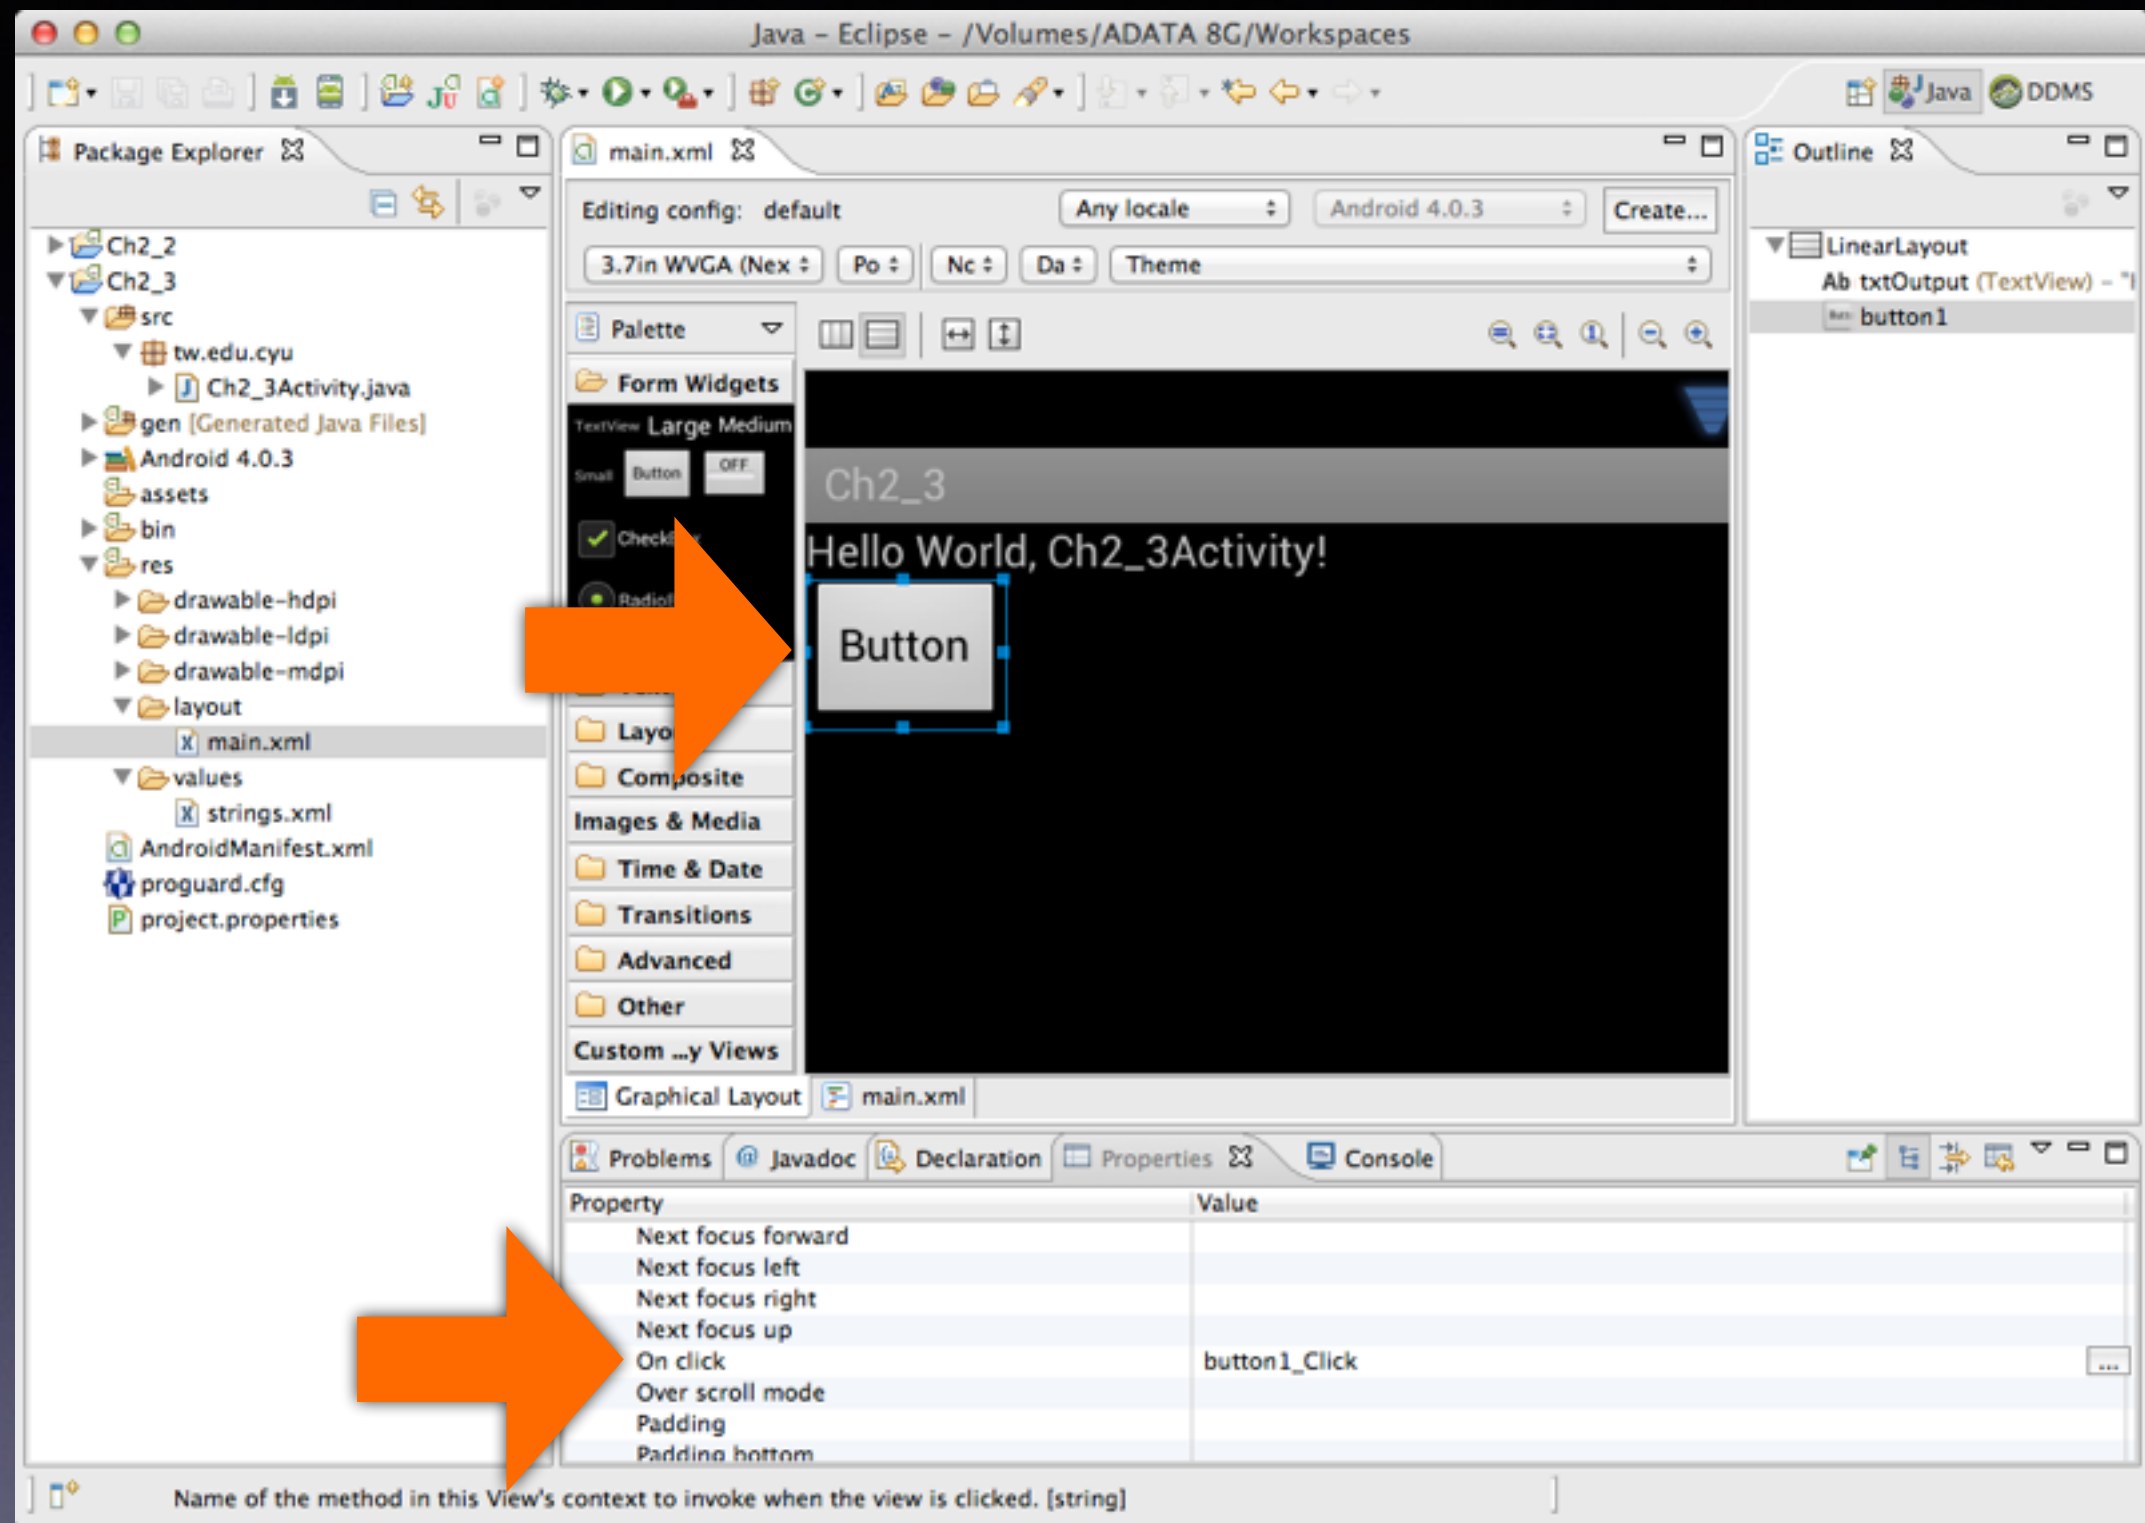 Java – Eclipse – /Volumes/ADATA 8G/Workspaces
Java DDMS
Package Explorer
Ch2_2
Ch2_3
src
tw.edu.cyu
Ch2_3Activity.java
gen [Generated Java Files]
Android 4.0.3
assets
bin
res
drawable-hdpi
drawable-ldpi
drawable-mdpi
layout
main.xml
values
strings.xml
AndroidManifest.xml
proguard.cfg
project.properties
main.xml
Editing config: default
Any locale
Android 4.0.3
Create...
3.7in WVGA (Nex
Po
Nc
Da
Theme
Palette
Form Widgets
TextView Large Medium
Small Button OFF
Layo
Composite
Images & Media
Time & Date
Transitions
Advanced
Other
Custom ...y Views
Ch2_3
Hello World, Ch2_3Activity!
Button
Graphical Layout main.xml
Outline
LinearLayout
Ab txtOutput (TextView) – "
button1
Problems @ Javadoc Declaration Properties Console
Property Value
Next focus forward
Next focus left
Next focus right
Next focus up
On click button1_Click ...
Over scroll mode
Padding
Padding bottom
Name of the method in this View's context to invoke when the view is clicked. [string]